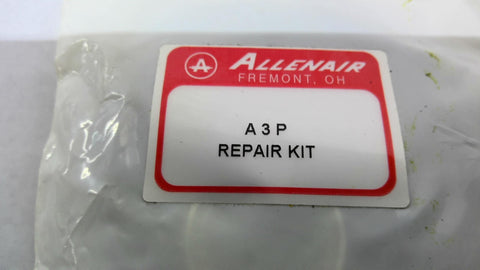 A ALLENAIR
FREMONT, OH
A 3 P
REPAIR KIT